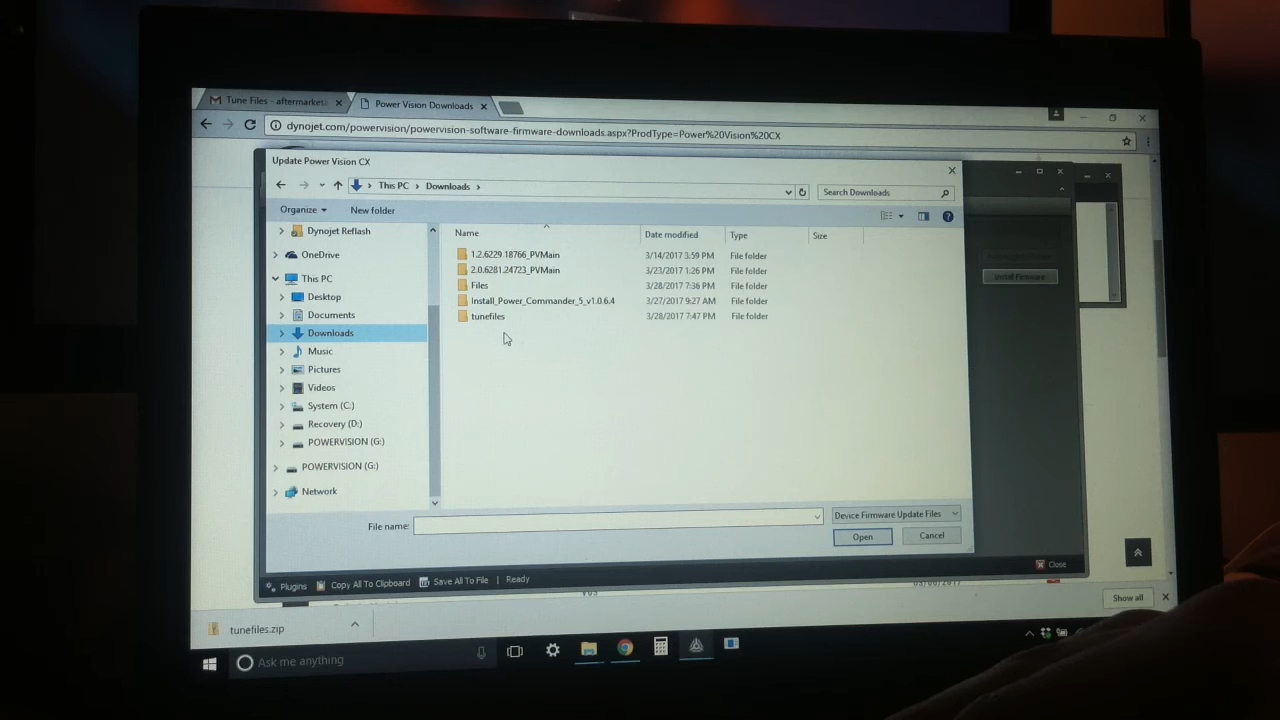 Tune Files - aftermarket
Power Vision Downloads
dynojet.com/powervision/powervision-software-firmware-downloads.aspx?ProdType=Power%20Vision%20CX
Update Power Vision CX
This PC
Downloads
Search Downloads
Organize
New folder
Dynojet Reflash
OneDrive
This PC
Desktop
Documents
Downloads
Music
Pictures
Videos
System (C:)
Recovery (D:)
POWERVISION (G:)
POWERVISION (G:)
Network
Name Date modified Type Size
1.2.6229.18766_PVMain 3/14/2017 3:59 PM File folder
2.0.6281.24723_PVMain 3/23/2017 1:26 PM File folder
Files 3/28/2017 7:36 PM File folder
Install_Power_Commander_5_v1.0.6.4 3/27/2017 9:27 AM File folder
tunefiles 3/28/2017 7:47 PM File folder
Install Firmware
File name:
Device Firmware Update Files
Open
Cancel
Plugins
Copy All To Clipboard
Save All To File
Ready
Close
tunefiles.zip
Show all
Ask me anything